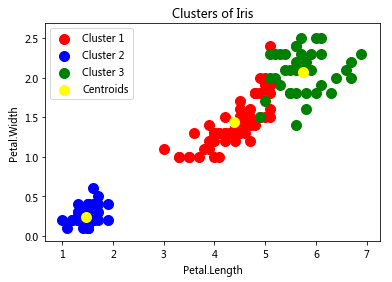 Clusters of Iris
Cluster 1
Cluster 2
Cluster 3
Centroids
Petal.Width
2.5
2.0
1.5
1.0
0.5
0.0
1 2 3 4 5 6 7
Petal.Length